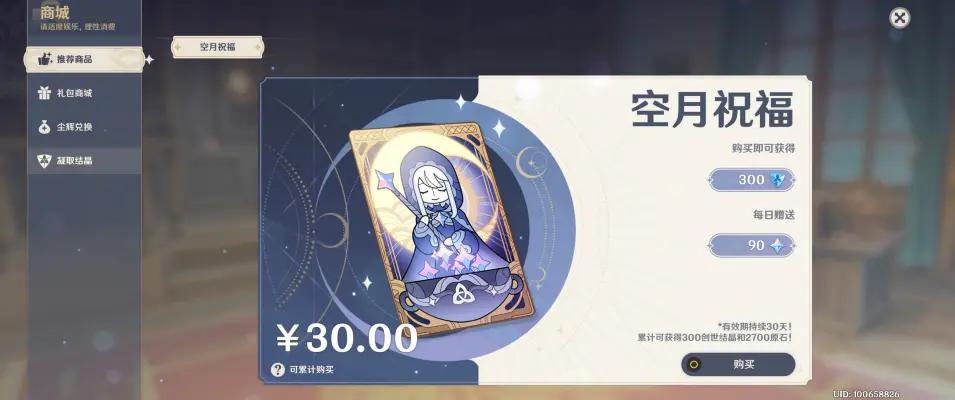 商城
请适度娱乐，理性消费
推荐商品
礼包商城
尘辉兑换
凝取结晶
空月祝福
空月祝福
购买即可获得
300
每日赠送
90
￥30.00
? 可累计购买
*有效期持续30天！
累计可获得300创世结晶和2700原石！
购买
UID: 100658826